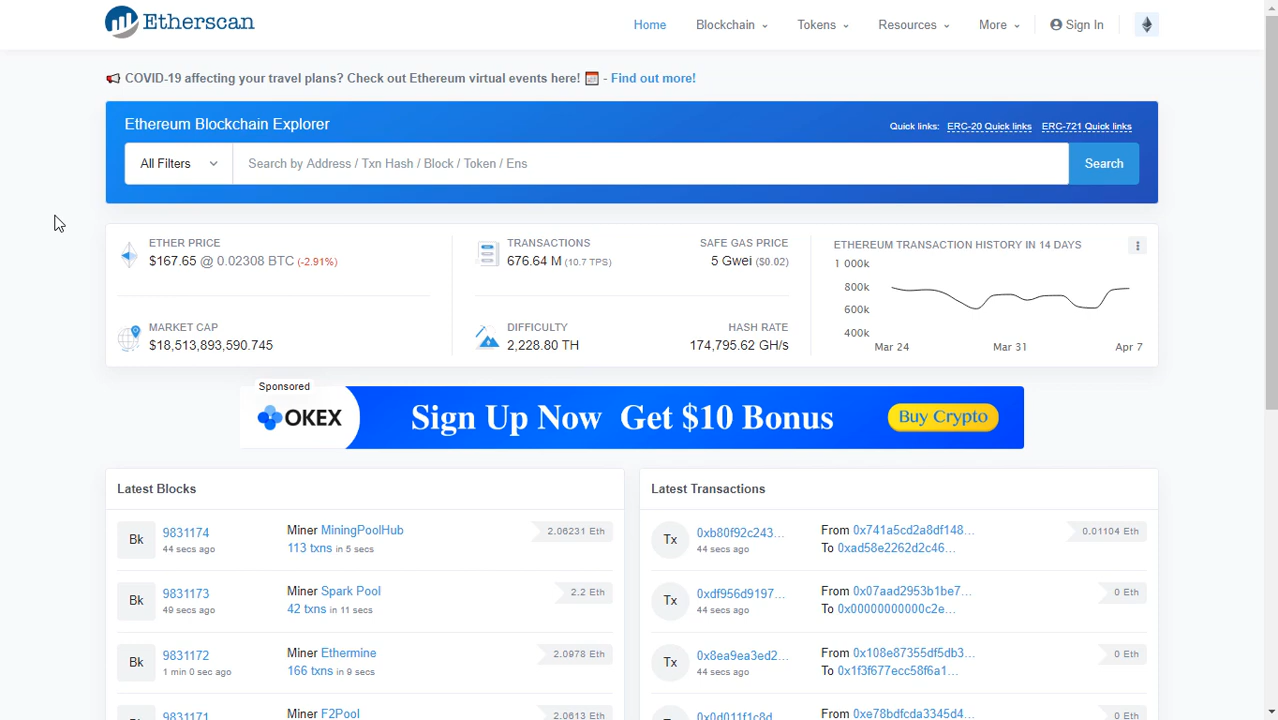 Etherscan
Home Blockchain Tokens Resources More Sign In
COVID-19 affecting your travel plans? Check out Ethereum virtual events here! - Find out more!
Ethereum Blockchain Explorer
Quick links: ERC-20 Quick links ERC-721 Quick links
All Filters Search by Address / Txn Hash / Block / Token / Ens Search
ETHER PRICE
$167.65 @ 0.02308 BTC (-2.91%)
MARKET CAP
$18,513,893,590.745
TRANSACTIONS
676.64 M (10.7 TPS)
SAFE GAS PRICE
5 Gwei ($0.02)
DIFFICULTY
2,228.80 TH
HASH RATE
174,795.62 GH/s
ETHEREUM TRANSACTION HISTORY IN 14 DAYS
1 000k
800k
600k
400k
Mar 24 Mar 31 Apr 7
Sponsored
OKEX Sign Up Now Get $10 Bonus Buy Crypto
Latest Blocks
Bk 9831174 Miner MiningPoolHub 2.06231 Eth
44 secs ago 113 txns in 5 secs
Bk 9831173 Miner Spark Pool 2.2 Eth
49 secs ago 42 txns in 11 secs
Bk 9831172 Miner Ethermine 2.0978 Eth
1 min 0 sec ago 166 txns in 9 secs
9831171 Miner F2Pool 2.0613 Eth
Latest Transactions
Tx 0xb80f92c243... From 0x741a5cd2a8df148... 0.01104 Eth
44 secs ago To 0xad58e2262d2c46...
Tx 0xdf956d9197... From 0x07aad2953b1be7... 0 Eth
44 secs ago To 0x00000000000c2e...
Tx 0x8ea9ea3ed2... From 0x108e87355df5db3... 0 Eth
44 secs ago To 0x1f3f677ecc58f6a1...
0x0d011f1c8d From 0xe78bdfcda3345d4... 0 Eth